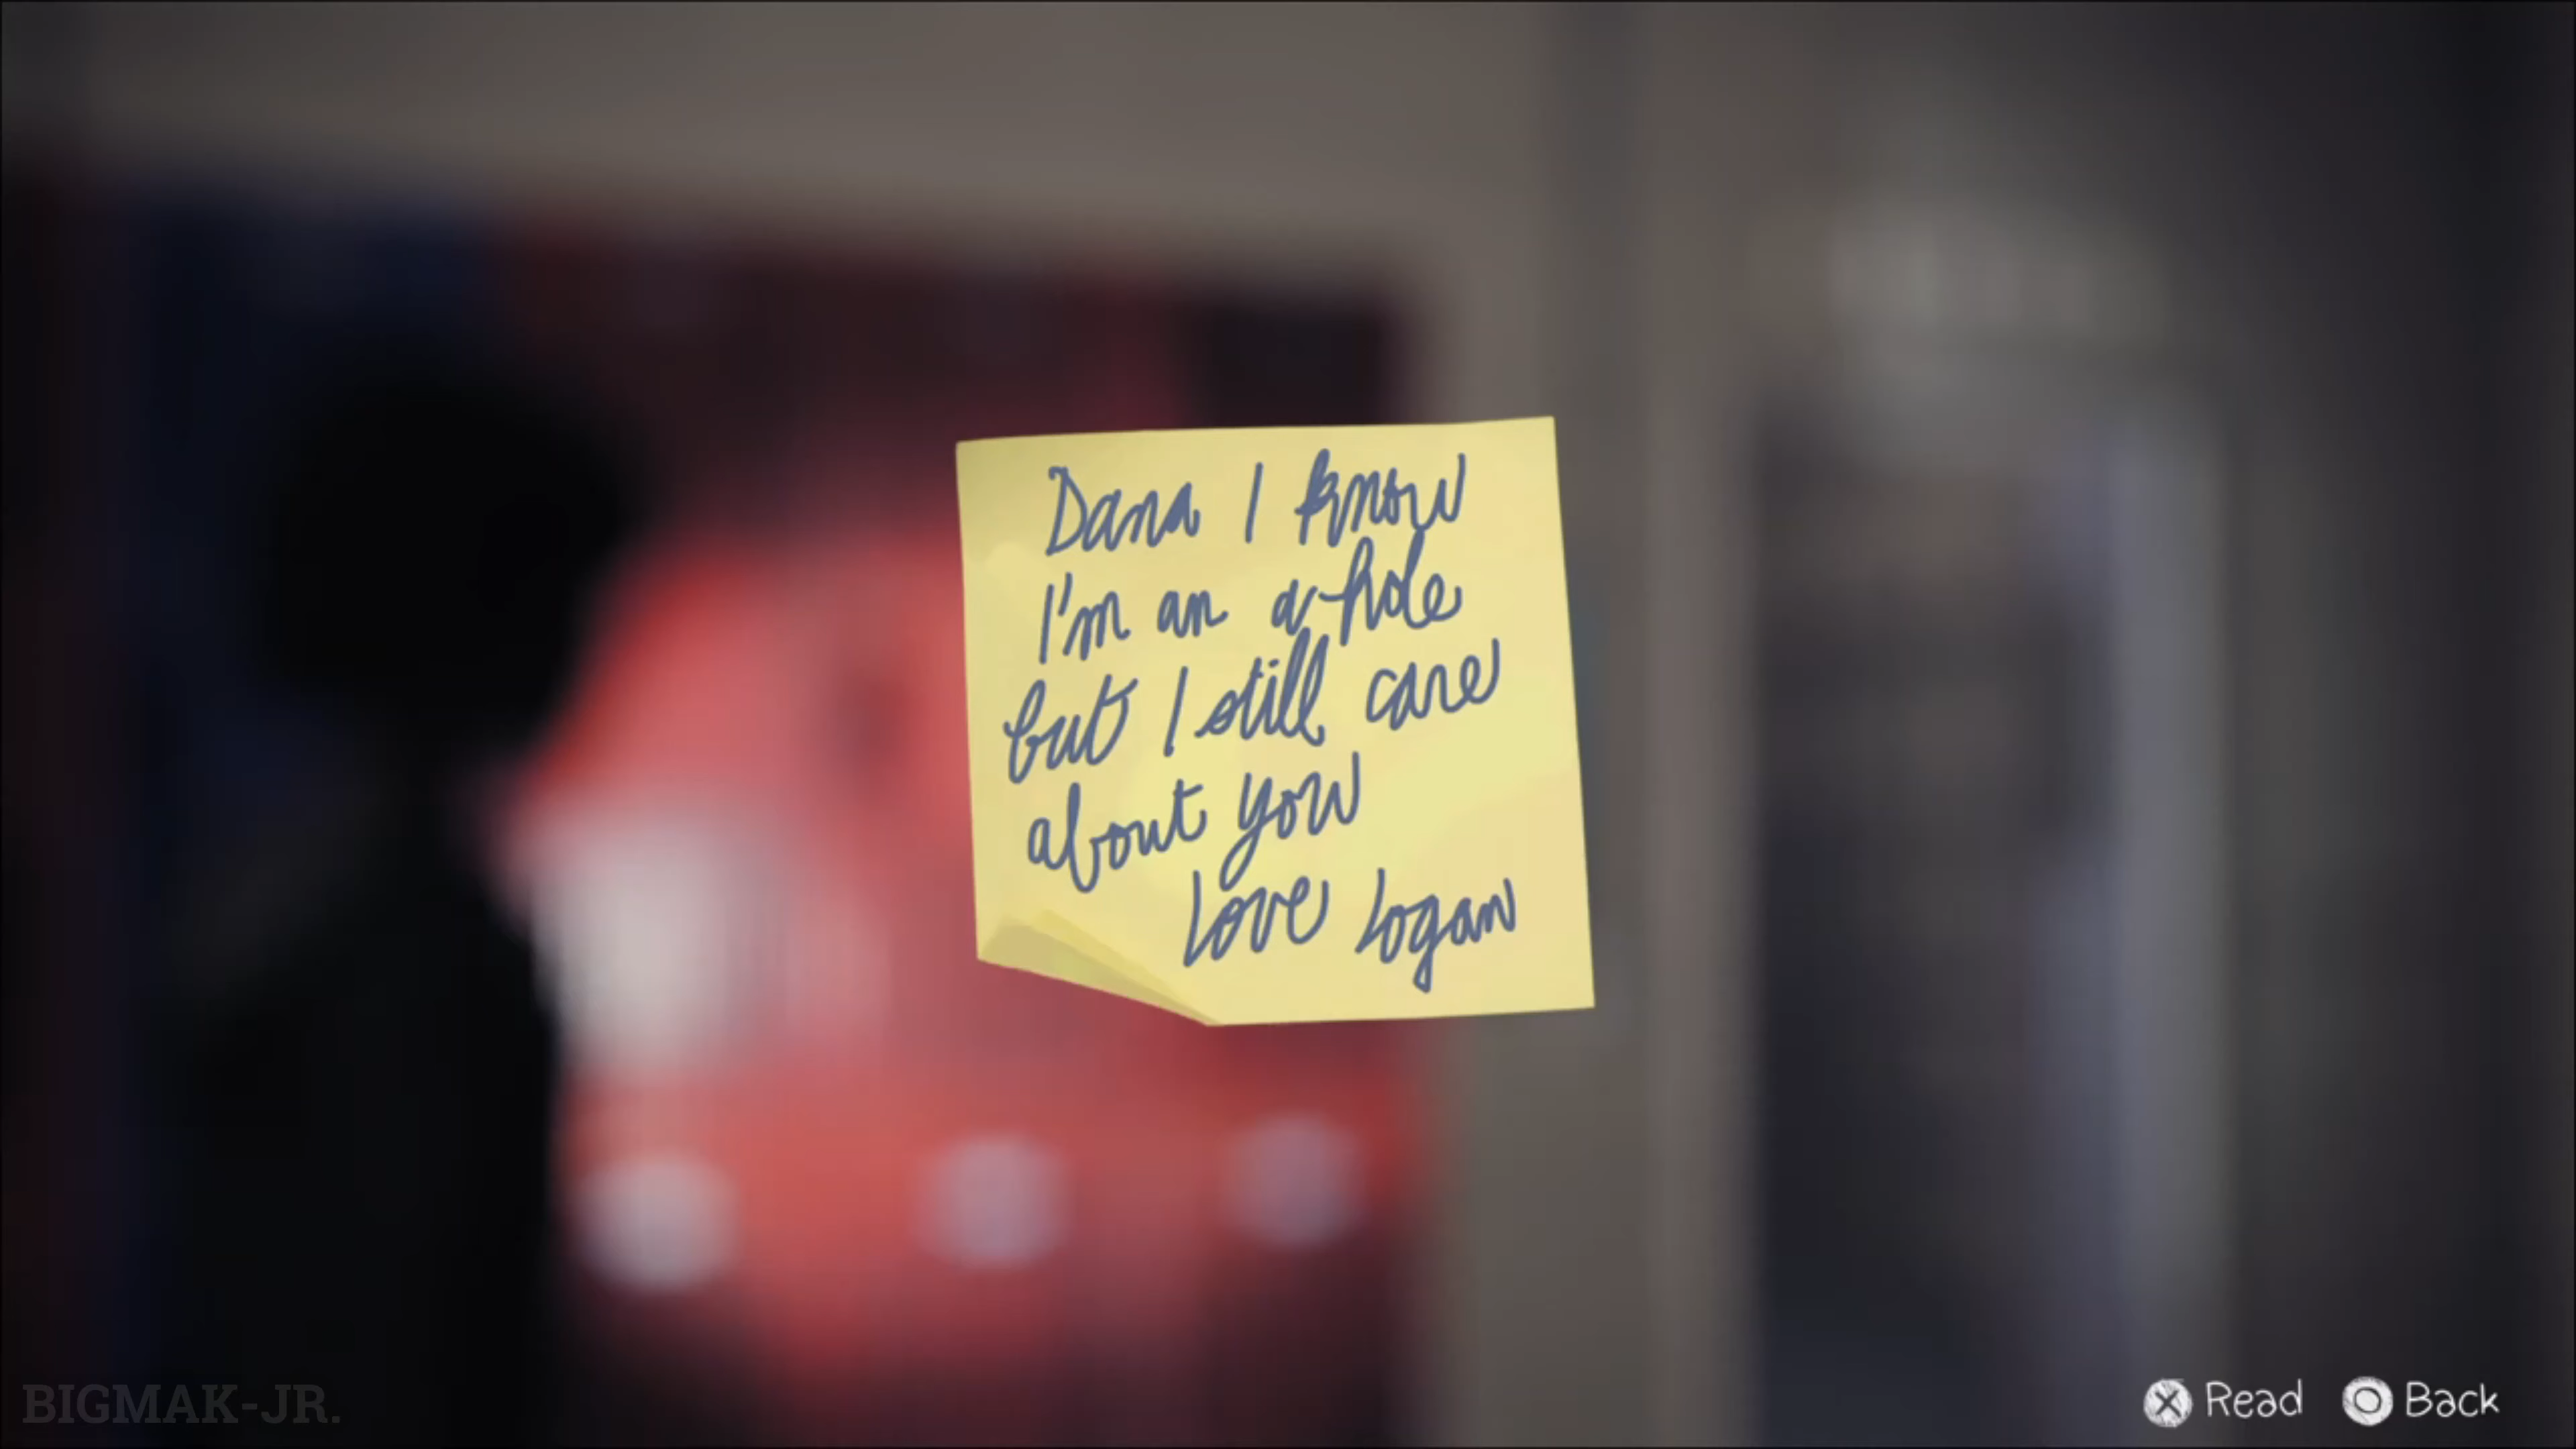 Dana I know
I'm an a-hole
but I still care
about you
Love Logan
BIGMAK-JR.
Read Back